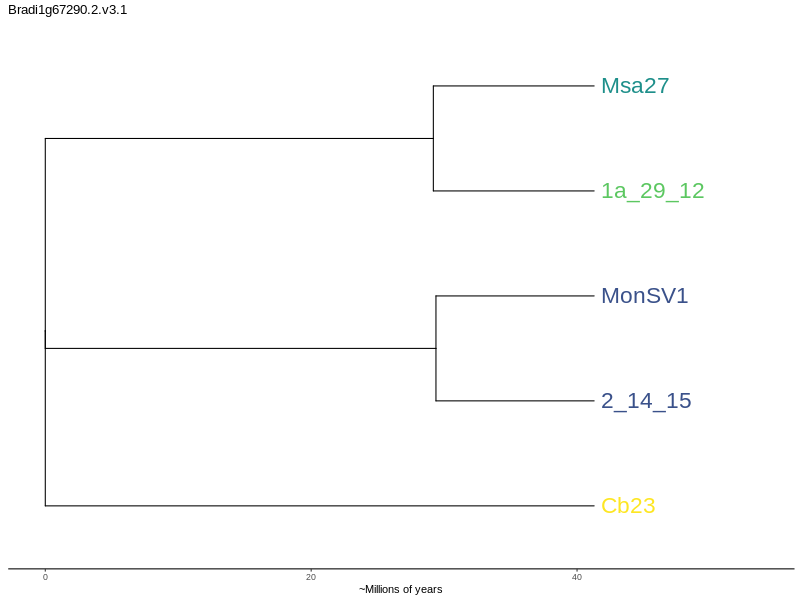 Bradi1g67290.2.v3.1
Msa27
1a_29_12
MonSV1
2_14_15
Cb23
0 20 40
~Millions of years